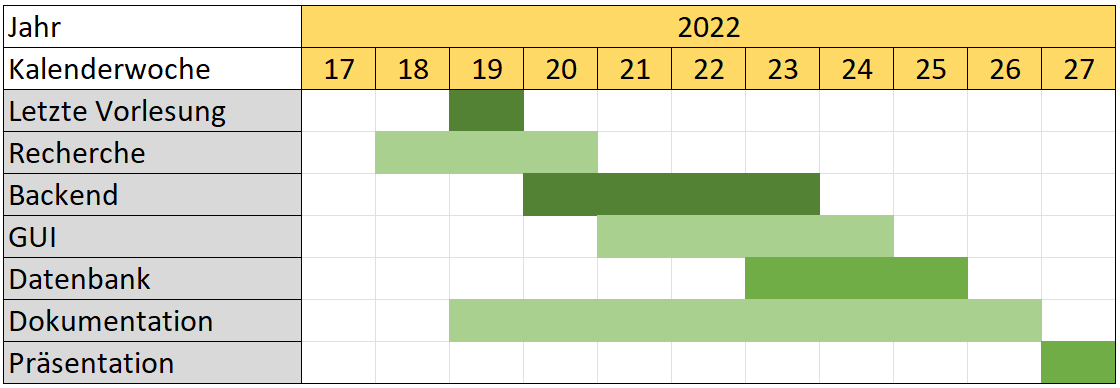 Jahr 2022
Kalenderwoche 17 18 19 20 21 22 23 24 25 26 27
Letzte Vorlesung
Recherche
Backend
GUI
Datenbank
Dokumentation
Präsentation